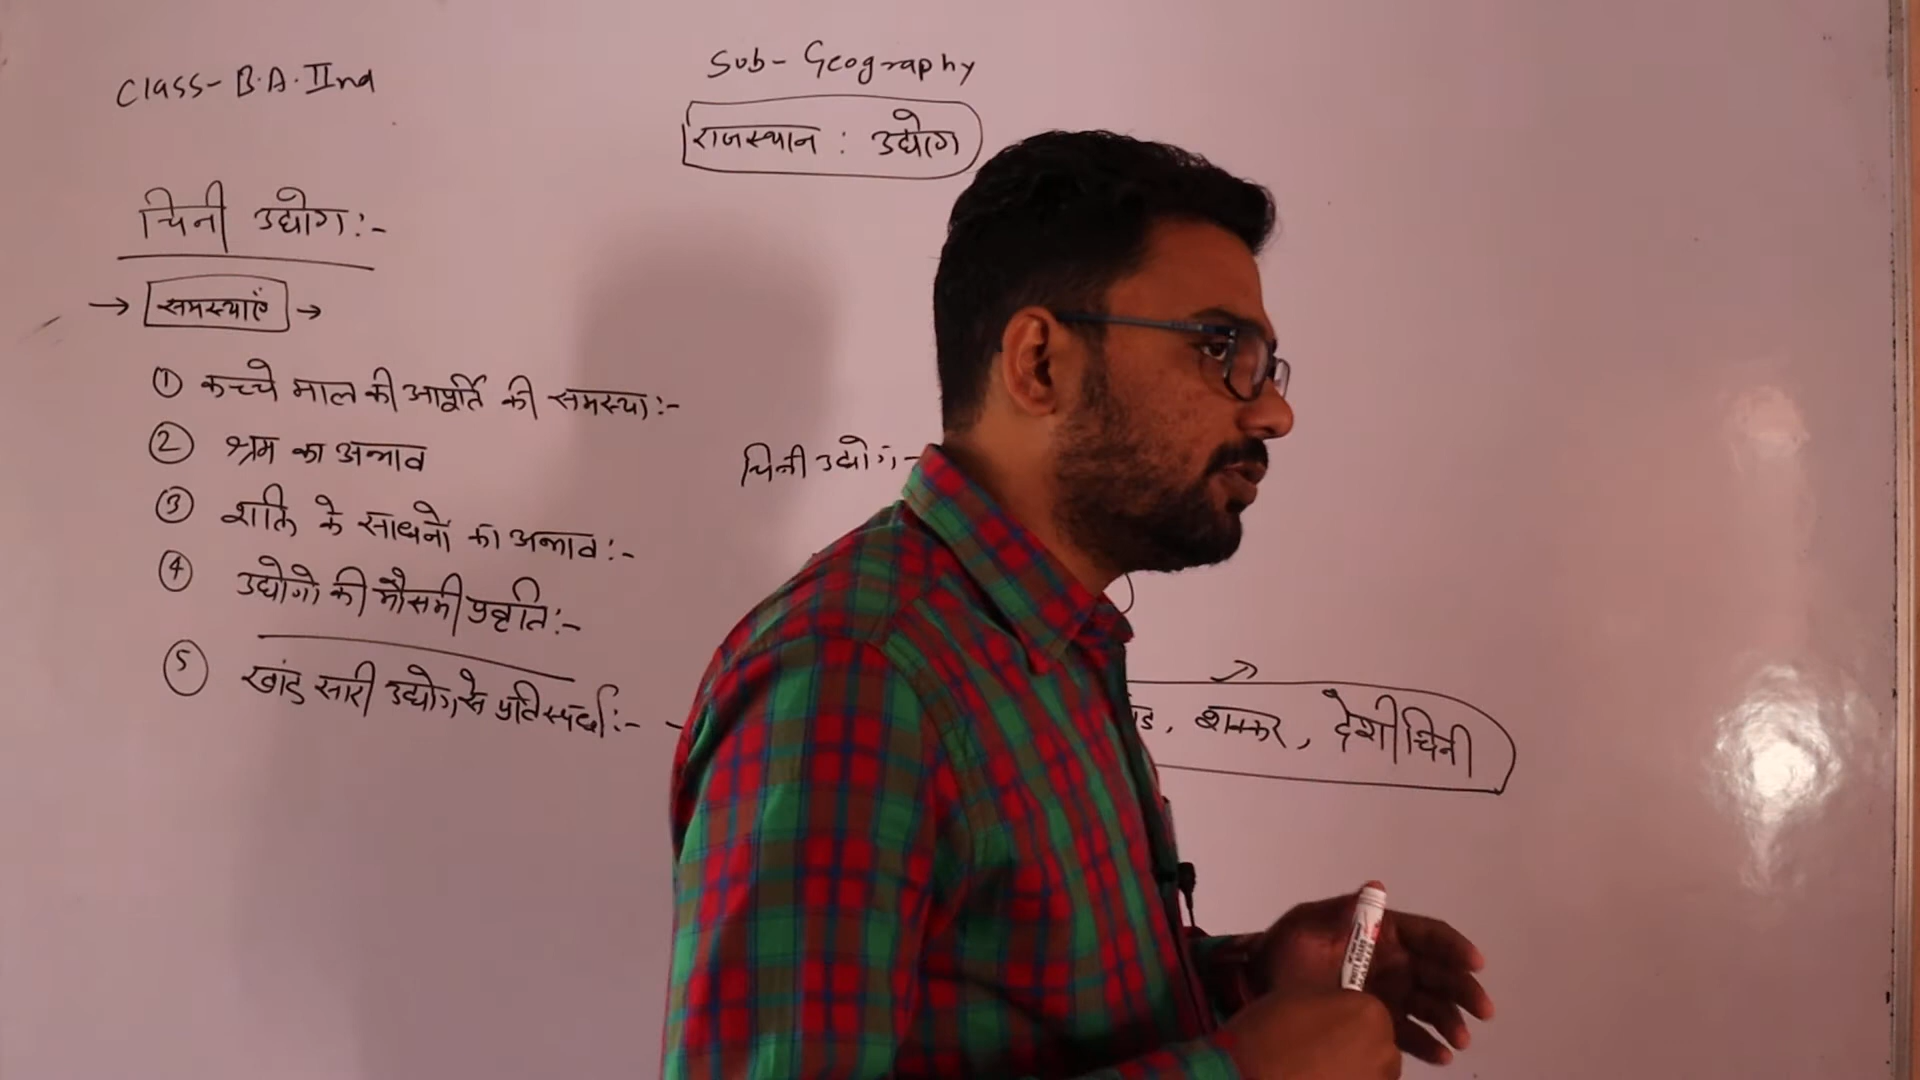 Class- B.A. IInd
Sub- Geography
राजस्थान : उद्योग
चिनी उद्योग:-
→ समस्याएं →
① कच्चे माल की आपूर्ति की समस्या:-
② श्रम का अभाव
③ शक्ति के साधनों का अभाव:-
④ उद्योगो की मौसमी प्रवृति:-
⑤ खांड सारी उद्योग से प्रतिस्पर्द्धा:-
चिनी उद्योग -
शक्कर, देशी चिनी